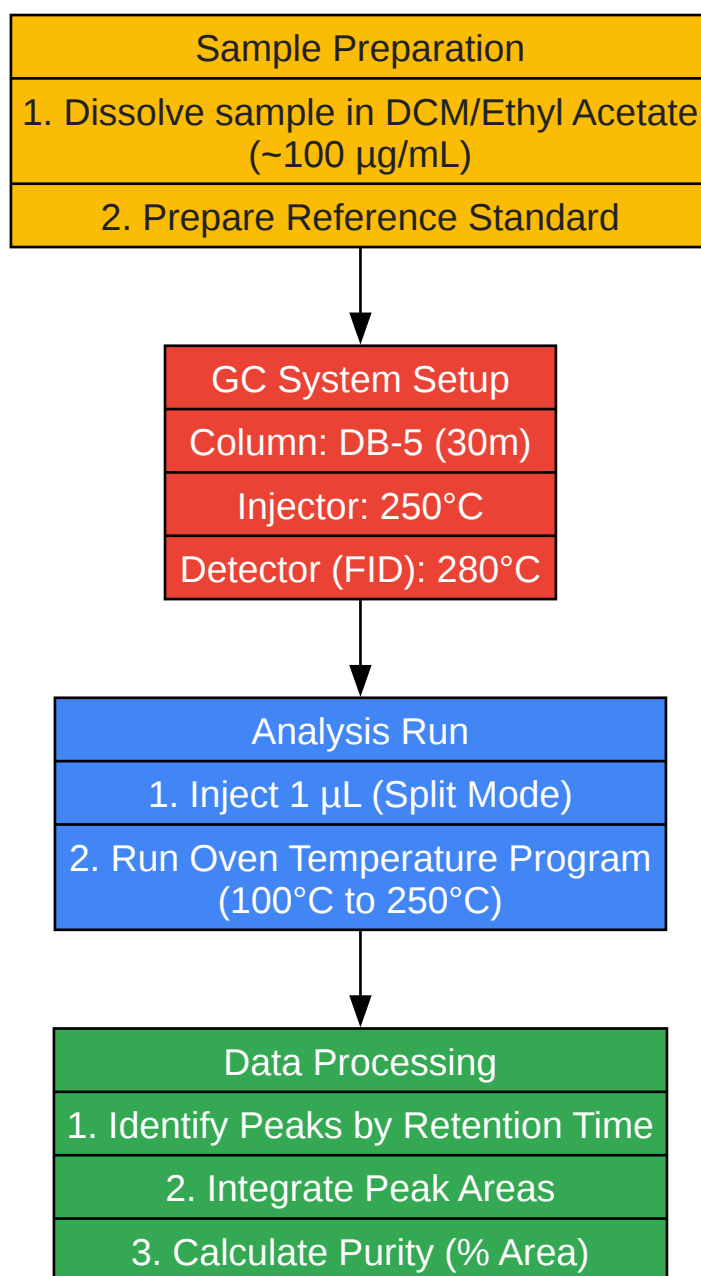 Sample Preparation
1. Dissolve sample in DCM/Ethyl Acetate
(~100 µg/mL)
2. Prepare Reference Standard
GC System Setup
Column: DB-5 (30m)
Injector: 250°C
Detector (FID): 280°C
Analysis Run
1. Inject 1 µL (Split Mode)
2. Run Oven Temperature Program
(100°C to 250°C)
Data Processing
1. Identify Peaks by Retention Time
2. Integrate Peak Areas
3. Calculate Purity (% Area)